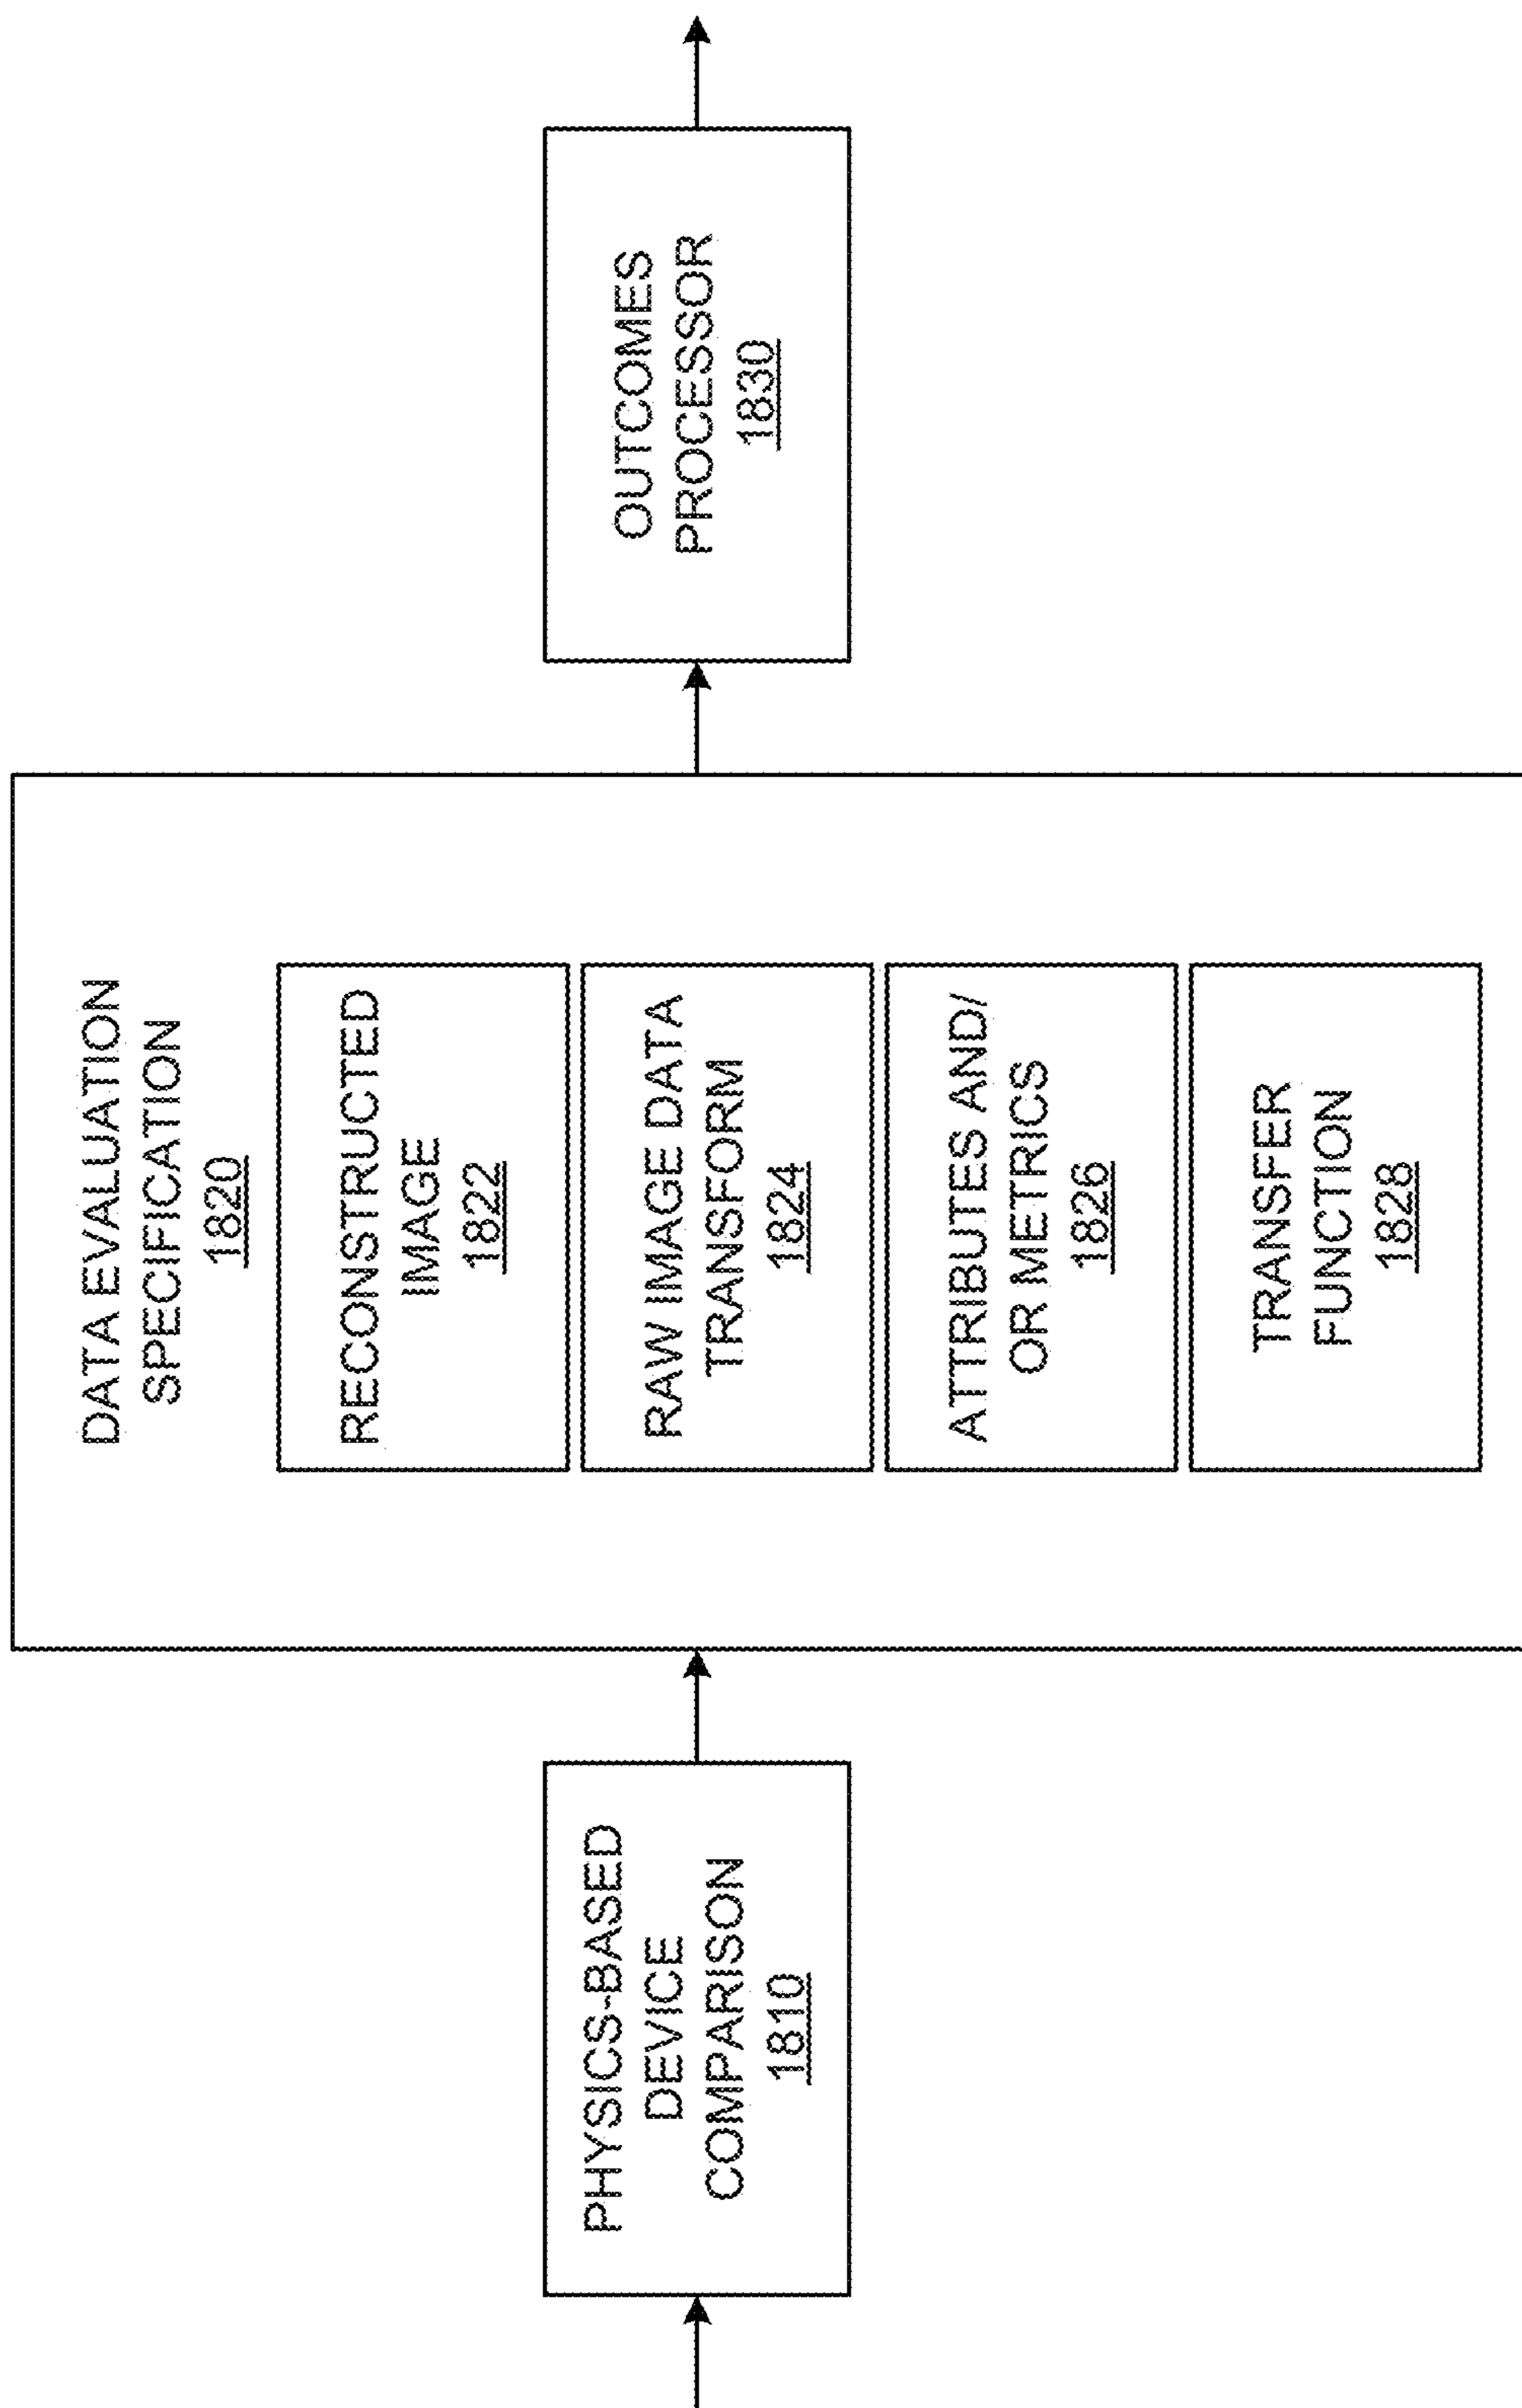 PHYSICS-BASED
DEVICE
COMPARISON
1810
DATA EVALUATION
SPECIFICATION
1820
RECONSTRUCTED
IMAGE
1822
RAW IMAGE DATA
TRANSFORM
1824
ATTRIBUTES AND/
OR METRICS
1826
TRANSFER
FUNCTION
1828
OUTCOMES
PROCESSOR
1830